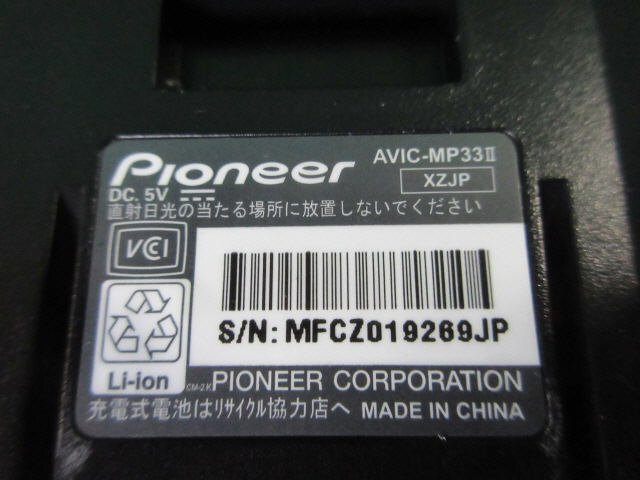 Pioneer
AVIC-MP33II
DC. 5V
XZJP
直射日光の当たる場所に放置しないでください
VCI
S/N: MFCZ019269JP
Li-ion
CM-2 K
PIONEER CORPORATION
充電式電池はリサイクル協力店へ MADE IN CHINA